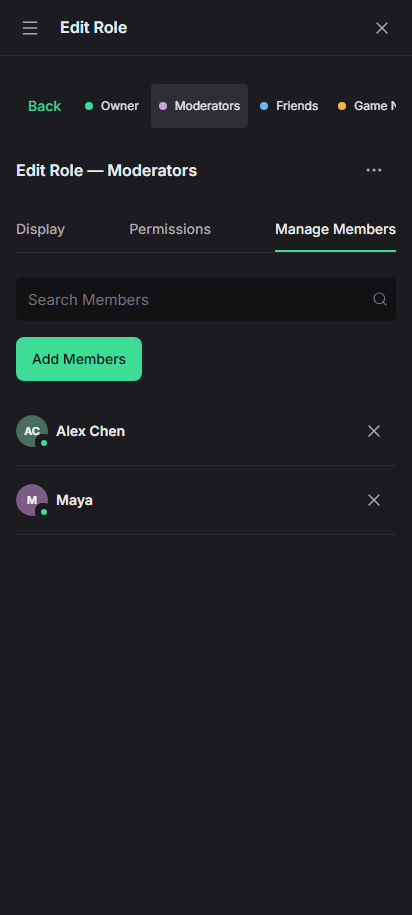 Edit Role
Back Owner Moderators Friends Game
Edit Role — Moderators
Display Permissions Manage Members
Search Members
Add Members
AC Alex Chen
M Maya